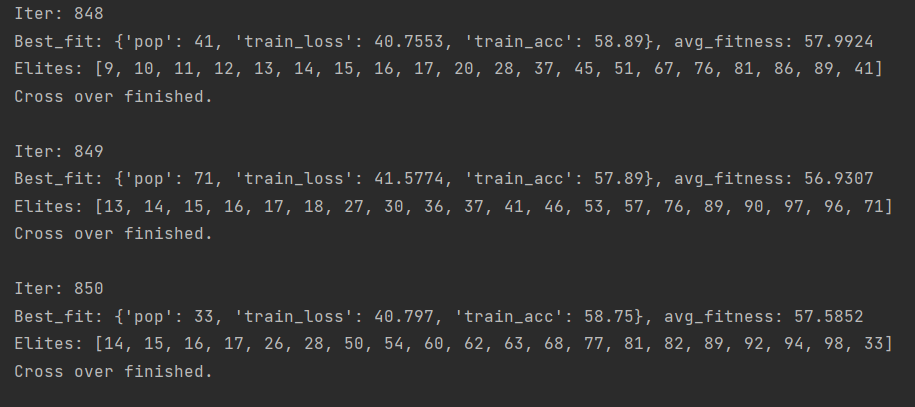 Iter: 848
Best_fit: {'pop': 41, 'train_loss': 40.7553, 'train_acc': 58.89}, avg_fitness: 57.9924
Elites: [9, 10, 11, 12, 13, 14, 15, 16, 17, 20, 28, 37, 45, 51, 67, 76, 81, 86, 89, 41]
Cross over finished.
Iter: 849
Best_fit: {'pop': 71, 'train_loss': 41.5774, 'train_acc': 57.89}, avg_fitness: 56.9307
Elites: [13, 14, 15, 16, 17, 18, 27, 30, 36, 37, 41, 46, 53, 57, 76, 89, 90, 97, 96, 71]
Cross over finished.
Iter: 850
Best_fit: {'pop': 33, 'train_loss': 40.797, 'train_acc': 58.75}, avg_fitness: 57.5852
Elites: [14, 15, 16, 17, 26, 28, 50, 54, 60, 62, 63, 68, 77, 81, 82, 89, 92, 94, 98, 33]
Cross over finished.